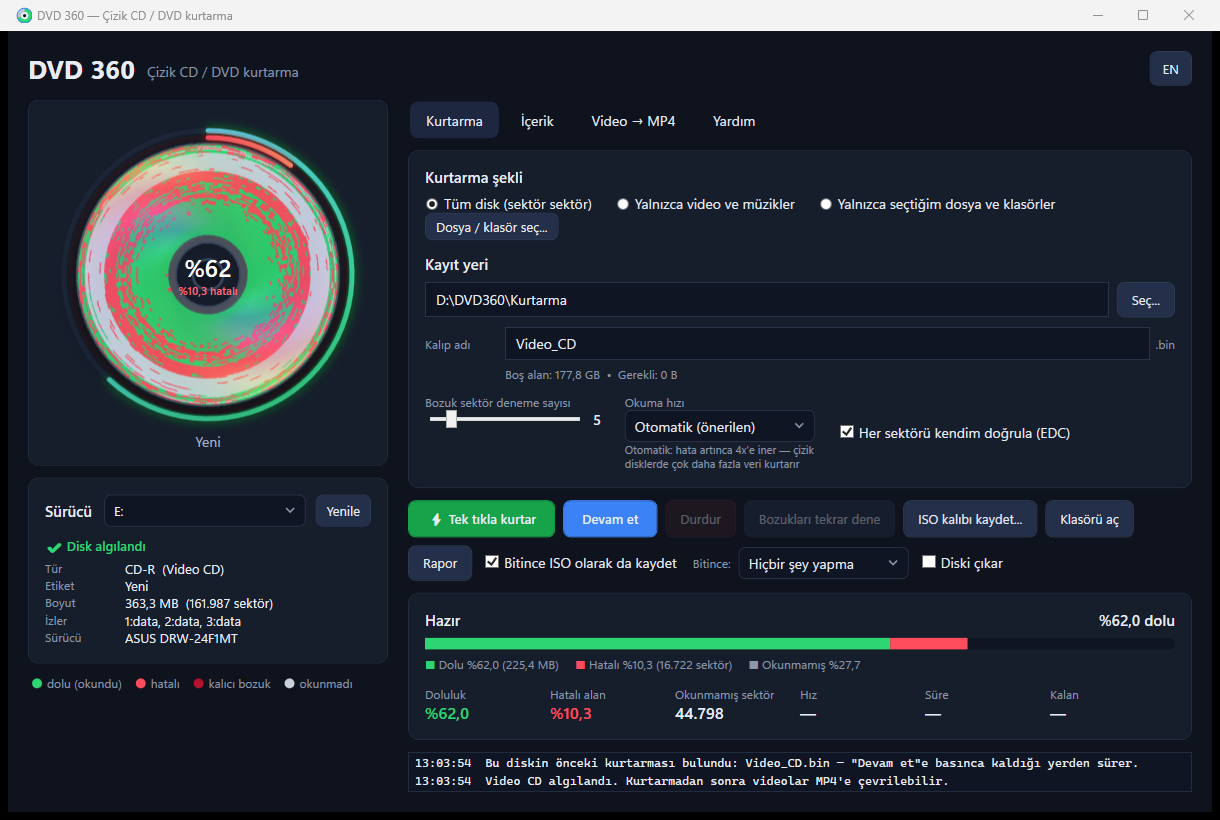 DVD 360 — Çizik CD / DVD kurtarma
DVD 360 Çizik CD / DVD kurtarma
EN
%62
%10,3 hatalı
Yeni
Sürücü E: Yenile
Disk algılandı
Tür CD-R (Video CD)
Etiket Yeni
Boyut 363,3 MB (161.987 sektör)
İzler 1:data, 2:data, 3:data
Sürücü ASUS DRW-24F1MT
dolu (okundu) hatalı kalıcı bozuk okunmadı
Kurtarma İçerik Video → MP4 Yardım
Kurtarma şekli
Tüm disk (sektör sektör) Yalnızca video ve müzikler Yalnızca seçtiğim dosya ve klasörler
Dosya / klasör seç...
Kayıt yeri
D:\DVD360\Kurtarma Seç...
Kalıp adı Video_CD .bin
Boş alan: 177,8 GB • Gerekli: 0 B
Bozuk sektör deneme sayısı Okuma hızı
5 Otomatik (önerilen) Her sektörü kendim doğrula (EDC)
Otomatik: hata artınca 4x'e iner — çizik
disklerde çok daha fazla veri kurtarır
Tek tıkla kurtar Devam et Durdur Bozukları tekrar dene ISO kalıbı kaydet... Klasörü aç
Rapor Bitince ISO olarak da kaydet Bitince: Hiçbir şey yapma Diski çıkar
Hazır %62,0 dolu
Dolu %62,0 (225,4 MB) Hatalı %10,3 (16.722 sektör) Okunmamış %27,7
Doluluk Hatalı alan Okunmamış sektör Hız Süre Kalan
%62,0 %10,3 44.798 — — —
13:03:54 Bu diskin önceki kurtarması bulundu: Video_CD.bin — "Devam et"e basınca kaldığı yerden sürer.
13:03:54 Video CD algılandı. Kurtarmadan sonra videolar MP4'e çevrilebilir.